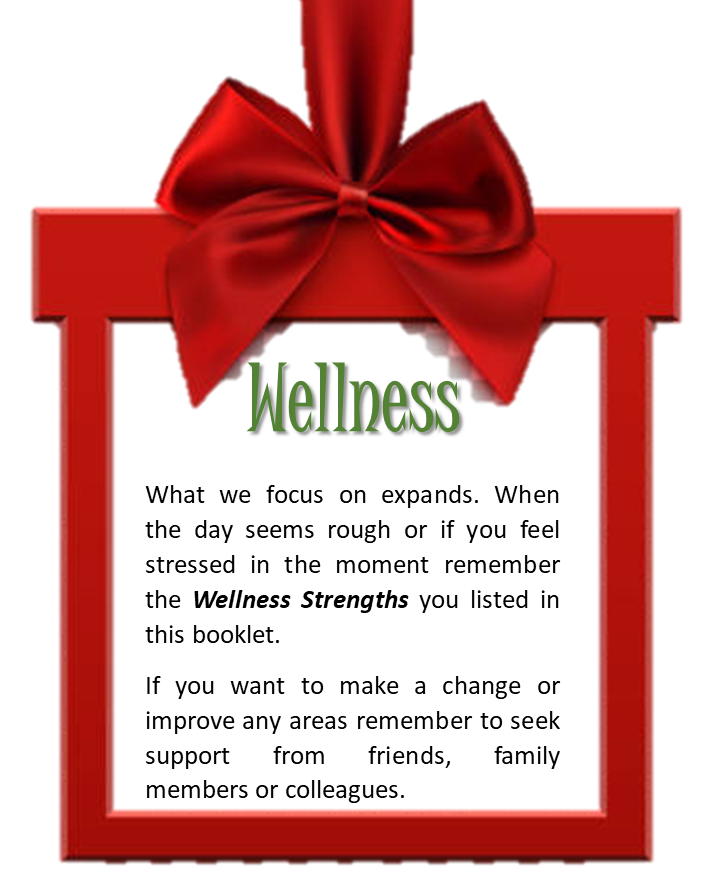 Wellness
What we focus on expands. When
the day seems rough or if you feel
stressed in the moment remember
the Wellness Strengths you listed in
this booklet.
If you want to make a change or
improve any areas remember to seek
support from friends, family
members or colleagues.